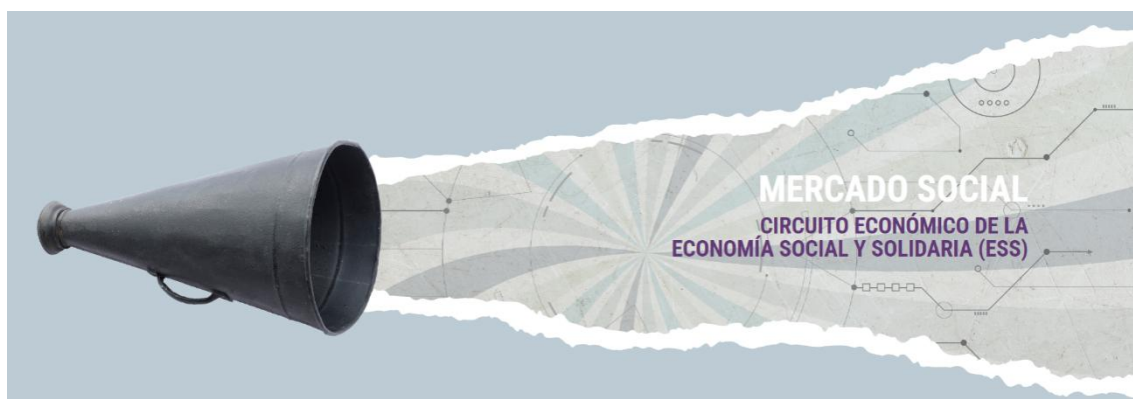 MERCADO SOCIAL
CIRCUITO ECONÓMICO DE LA
ECONOMÍA SOCIAL Y SOLIDARIA (ESS)